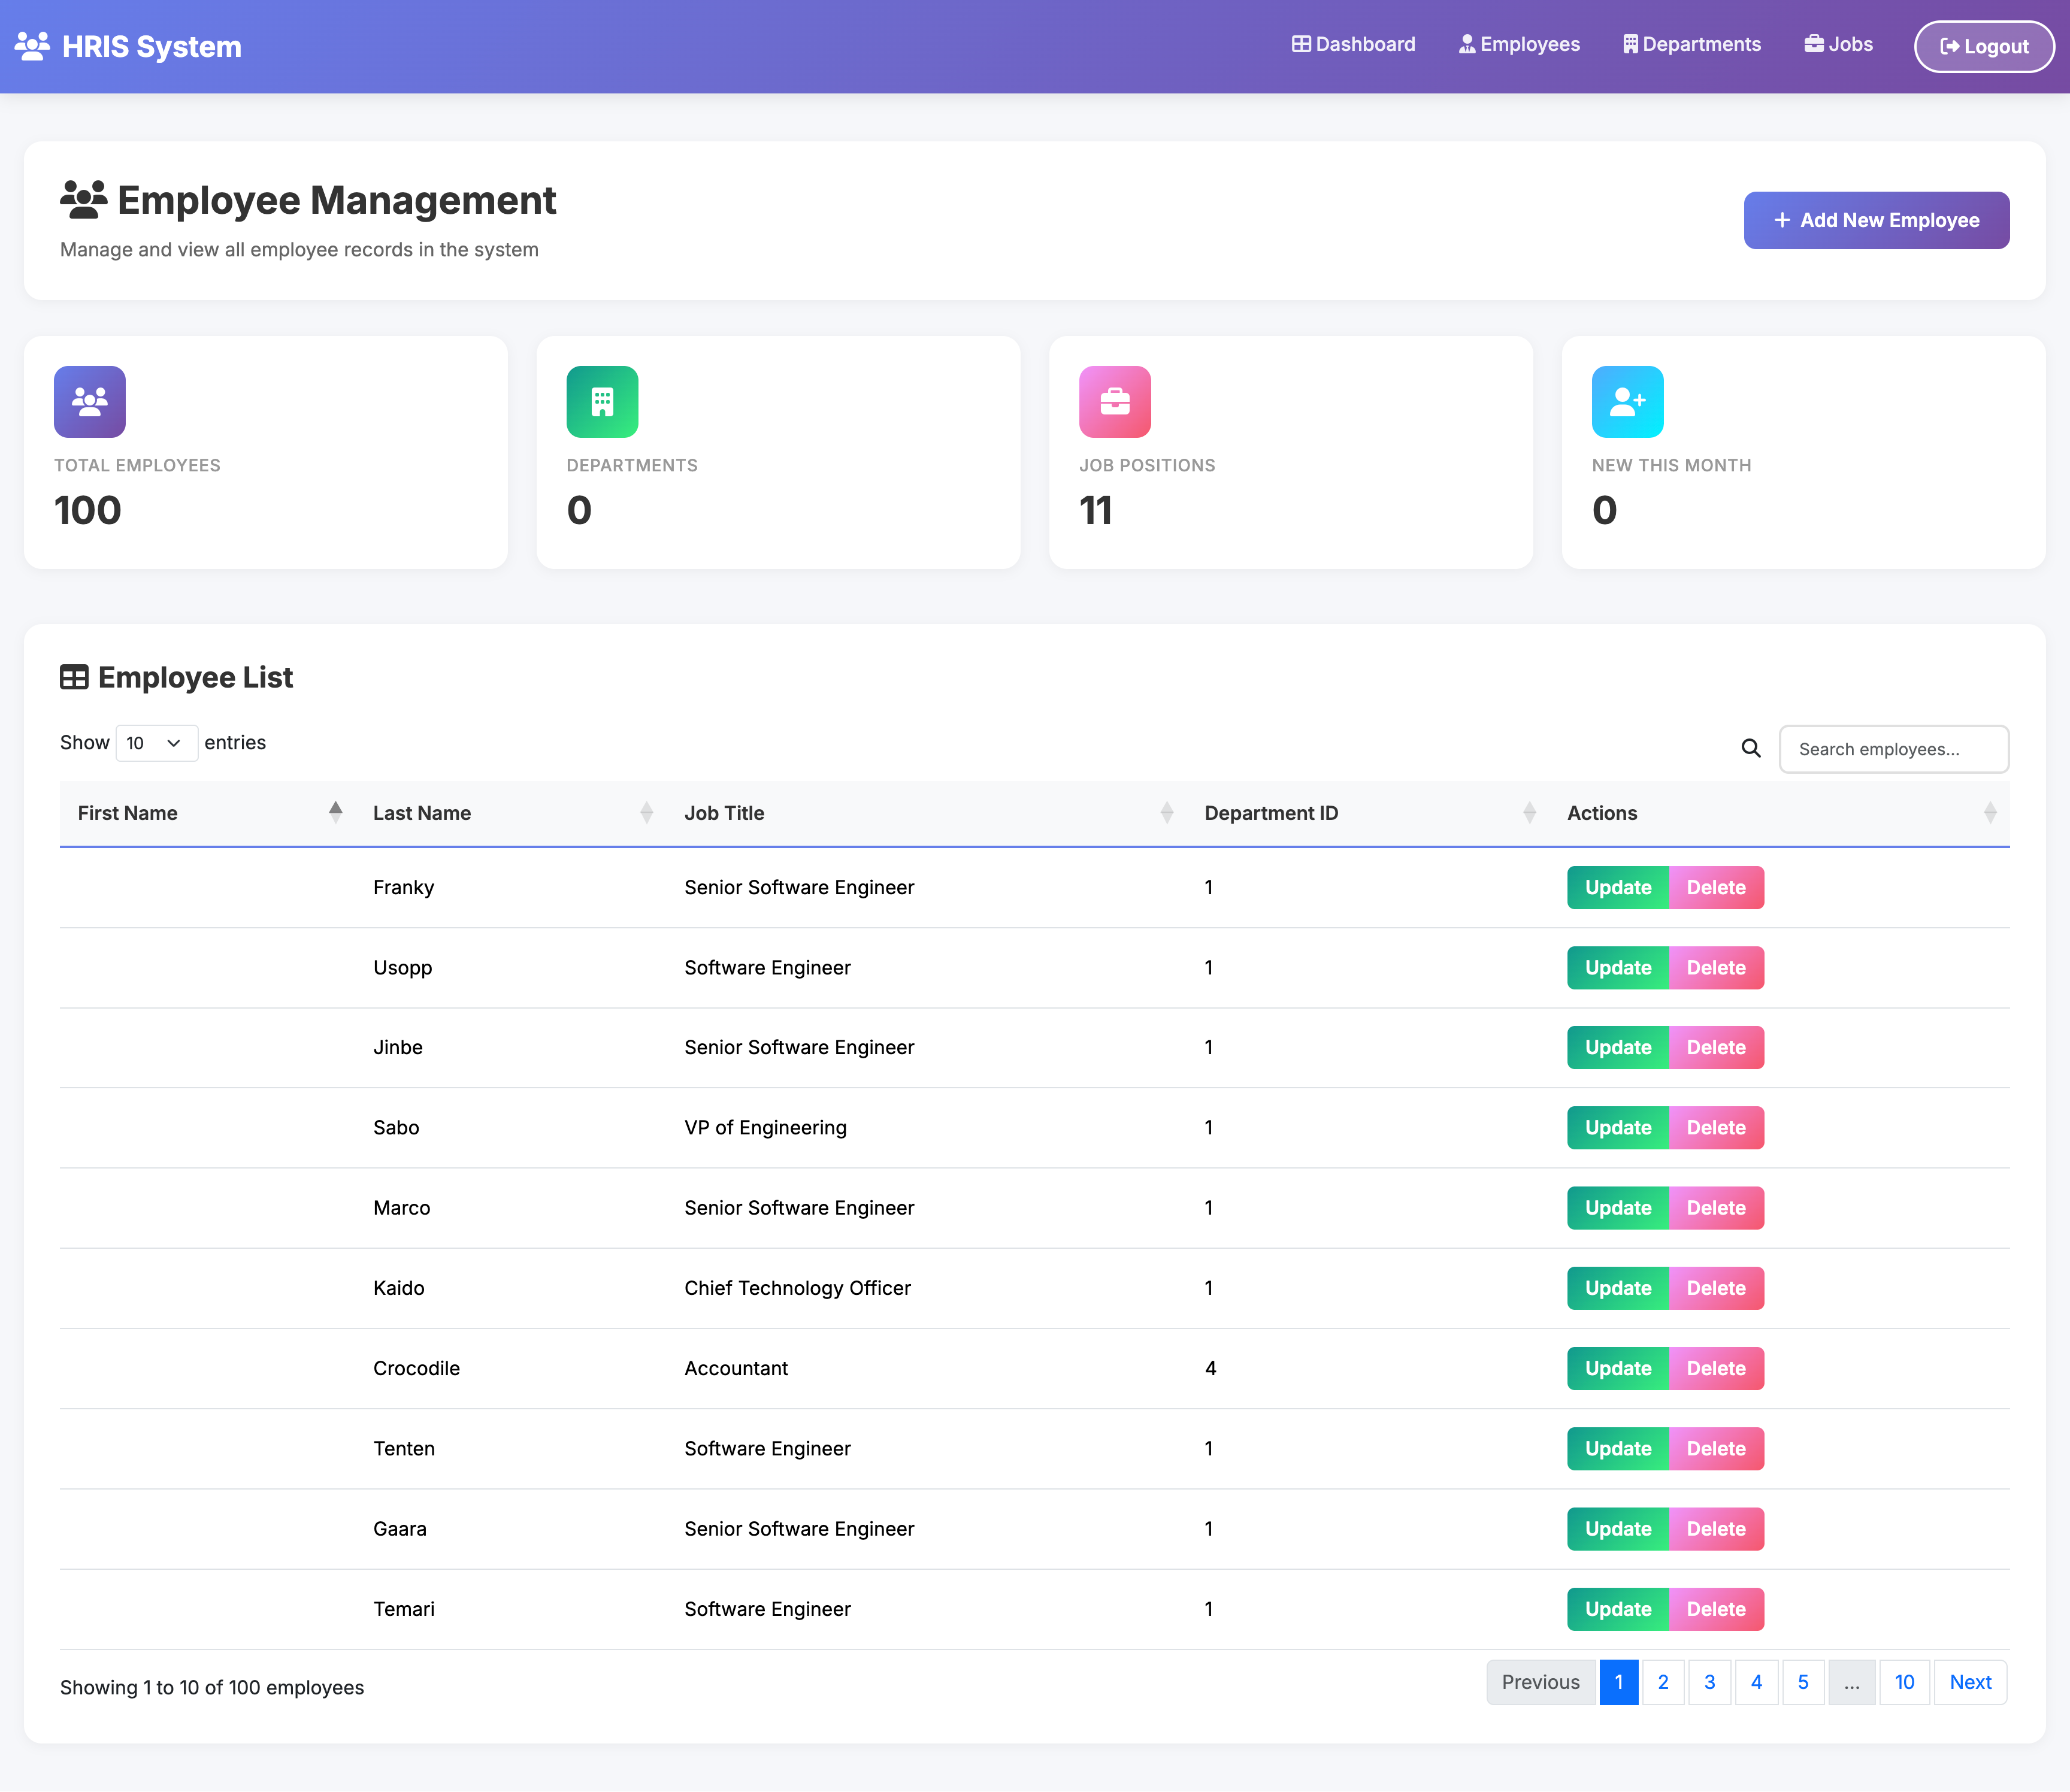 HRIS System
Dashboard Employees Departments Jobs Logout
Employee Management
Manage and view all employee records in the system
+ Add New Employee
TOTAL EMPLOYEES
100
DEPARTMENTS
0
JOB POSITIONS
11
NEW THIS MONTH
0
Employee List
Show 10 entries
Search employees...
First Name Last Name Job Title Department ID Actions
Franky Senior Software Engineer 1 Update Delete
Usopp Software Engineer 1 Update Delete
Jinbe Senior Software Engineer 1 Update Delete
Sabo VP of Engineering 1 Update Delete
Marco Senior Software Engineer 1 Update Delete
Kaido Chief Technology Officer 1 Update Delete
Crocodile Accountant 4 Update Delete
Tenten Software Engineer 1 Update Delete
Gaara Senior Software Engineer 1 Update Delete
Temari Software Engineer 1 Update Delete
Showing 1 to 10 of 100 employees
Previous 1 2 3 4 5 ... 10 Next